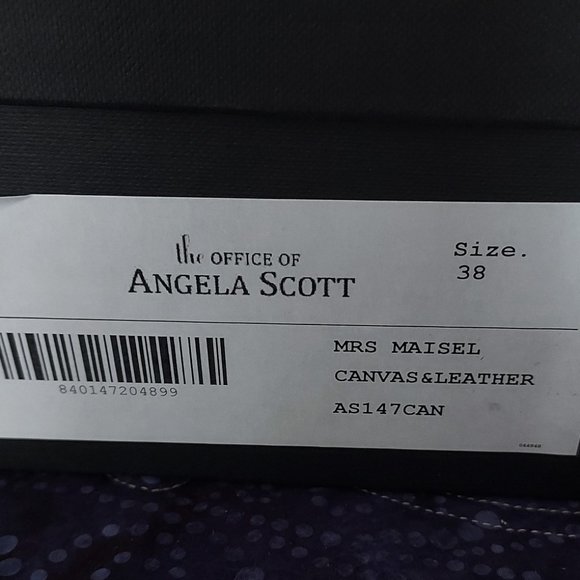 the OFFICE OF
ANGELA SCOTT
Size.
38
840147204899
MRS MAISEL
CANVAS&LEATHER
AS147CAN